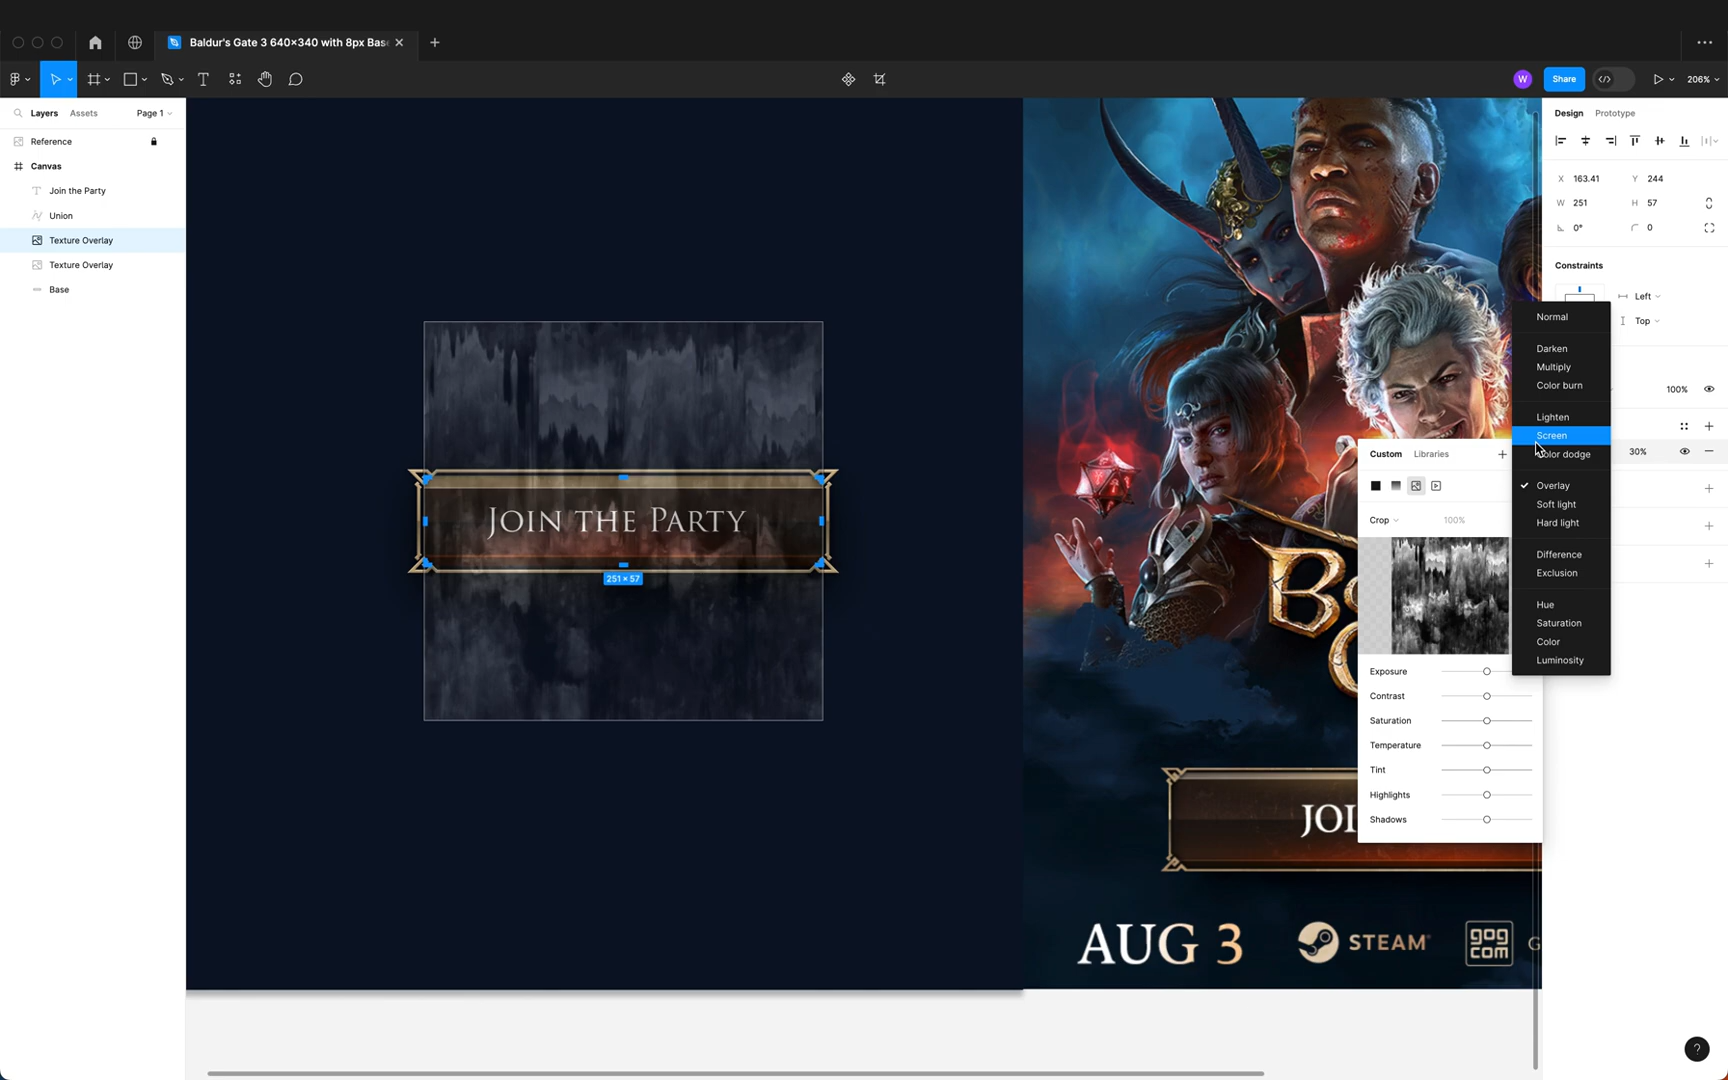 Baldur's Gate 3 640×340 with 8px Bas
W
Share
206%
Layers
Assets
Page 1
Reference
Canvas
Join the Party
Union
Texture Overlay
Texture Overlay
Base
Join the Party
251 × 57
AUG 3
STEAM
gog
com
G
JOI
Custom
Libraries
Crop
100%
Exposure
Contrast
Saturation
Temperature
Tint
Highlights
Shadows
Normal
Darken
Multiply
Color burn
Lighten
Screen
Color dodge
Overlay
Soft light
Hard light
Difference
Exclusion
Hue
Saturation
Color
Luminosity
Design
Prototype
X 163.41 Y 244
W 251 H 57
0° 0
Constraints
Left
Top
100%
30%
?